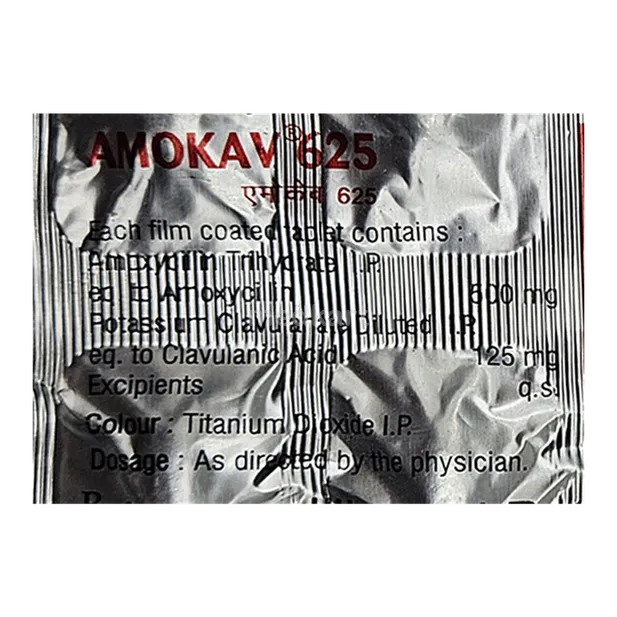 AMOKAV® 625
एमोकेव 625
Each film coated tablet contains :
Amoxycillin Trihydrate I.P.
eq. to Amoxycillin 500 mg
Potassium Clavulanate Diluted I.P.
eq. to Clavulanic Acid 125 mg
Excipients q.s.
Colour : Titanium Dioxide I.P.
Dosage : As directed by the physician.